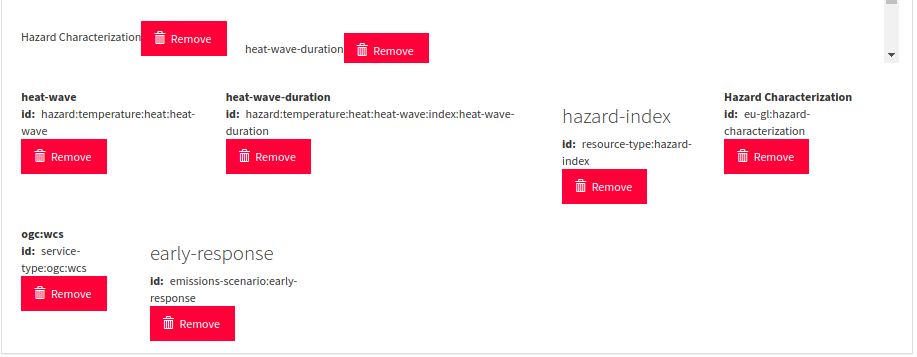 Hazard Characterization Remove
heat-wave-duration Remove
heat-wave
id: hazard:temperature:heat:heat-
wave
Remove
heat-wave-duration
id: hazard:temperature:heat:heat-wave:index:heat-wave-
duration
Remove
hazard-index
id: resource-type:hazard-
index
Remove
Hazard Characterization
id: eu-gl:hazard-
characterization
Remove
ogc:wcs
id: service-
type:ogc:wcs
Remove
early-response
id: emissions-scenario:early-
response
Remove